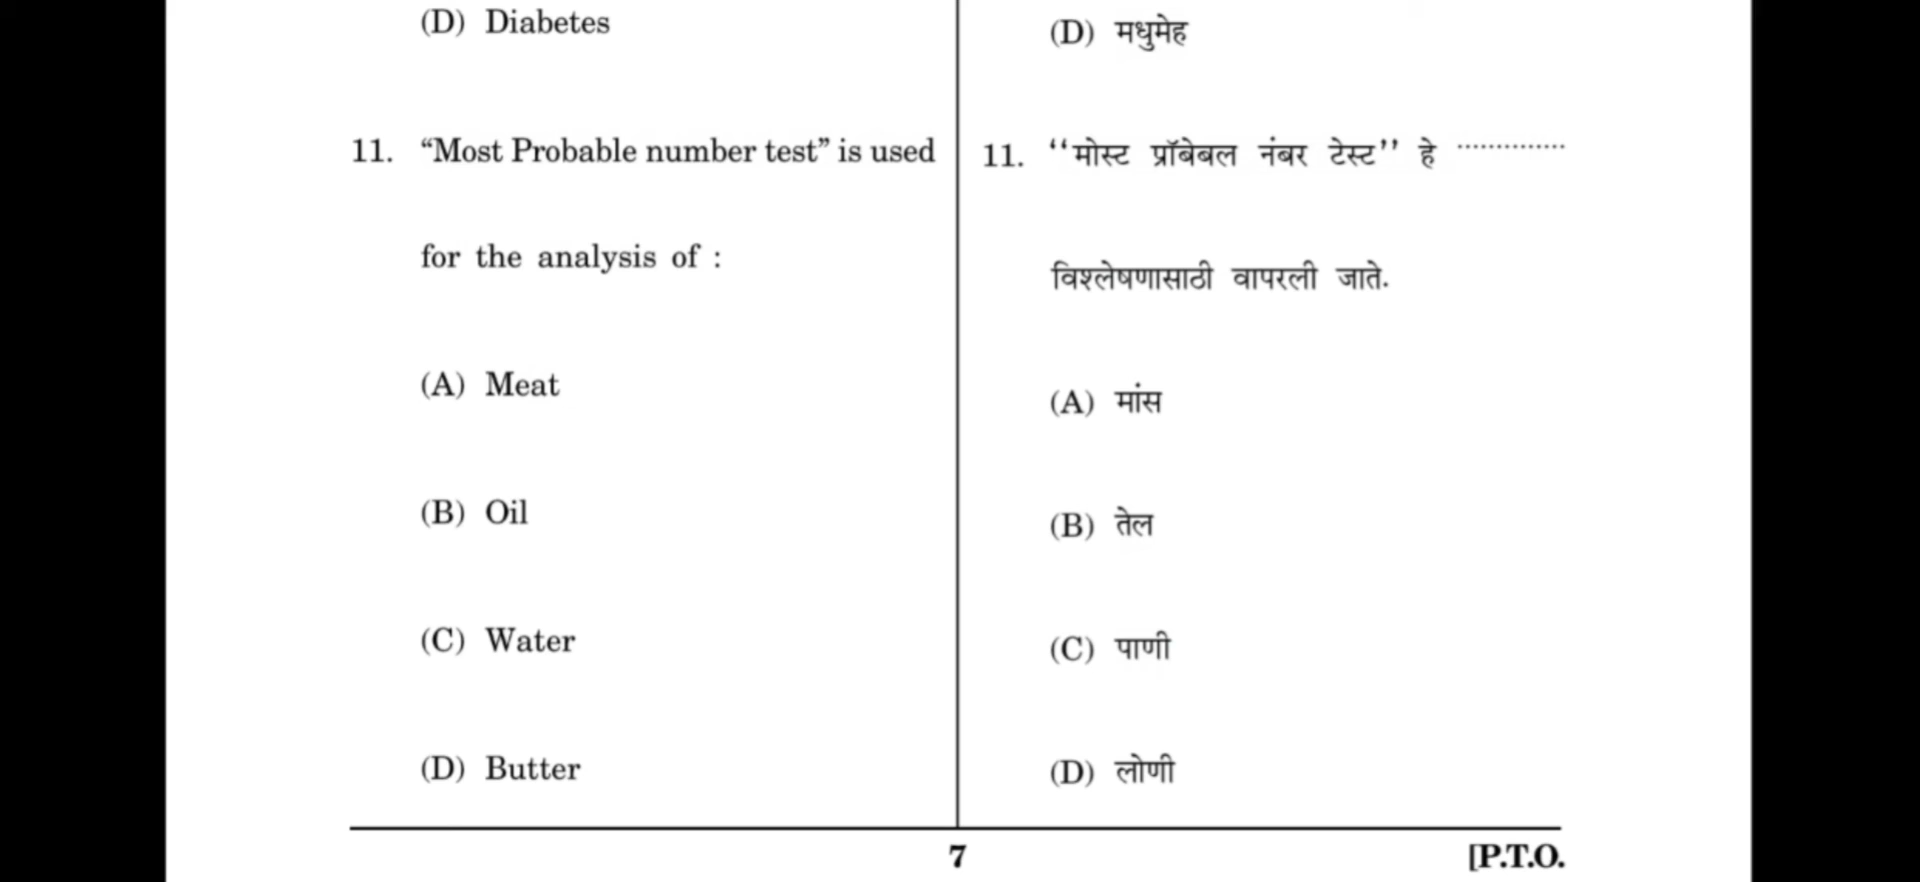 (D) Diabetes
11. “Most Probable number test” is used
for the analysis of :
(A) Meat
(B) Oil
(C) Water
(D) Butter
(D) मधुमेह
11. ‘‘मोस्ट प्रॉबेबल नंबर टेस्ट’’ हे ..............
विश्लेषणासाठी वापरली जाते.
(A) मांस
(B) तेल
(C) पाणी
(D) लोणी
7
[P.T.O.